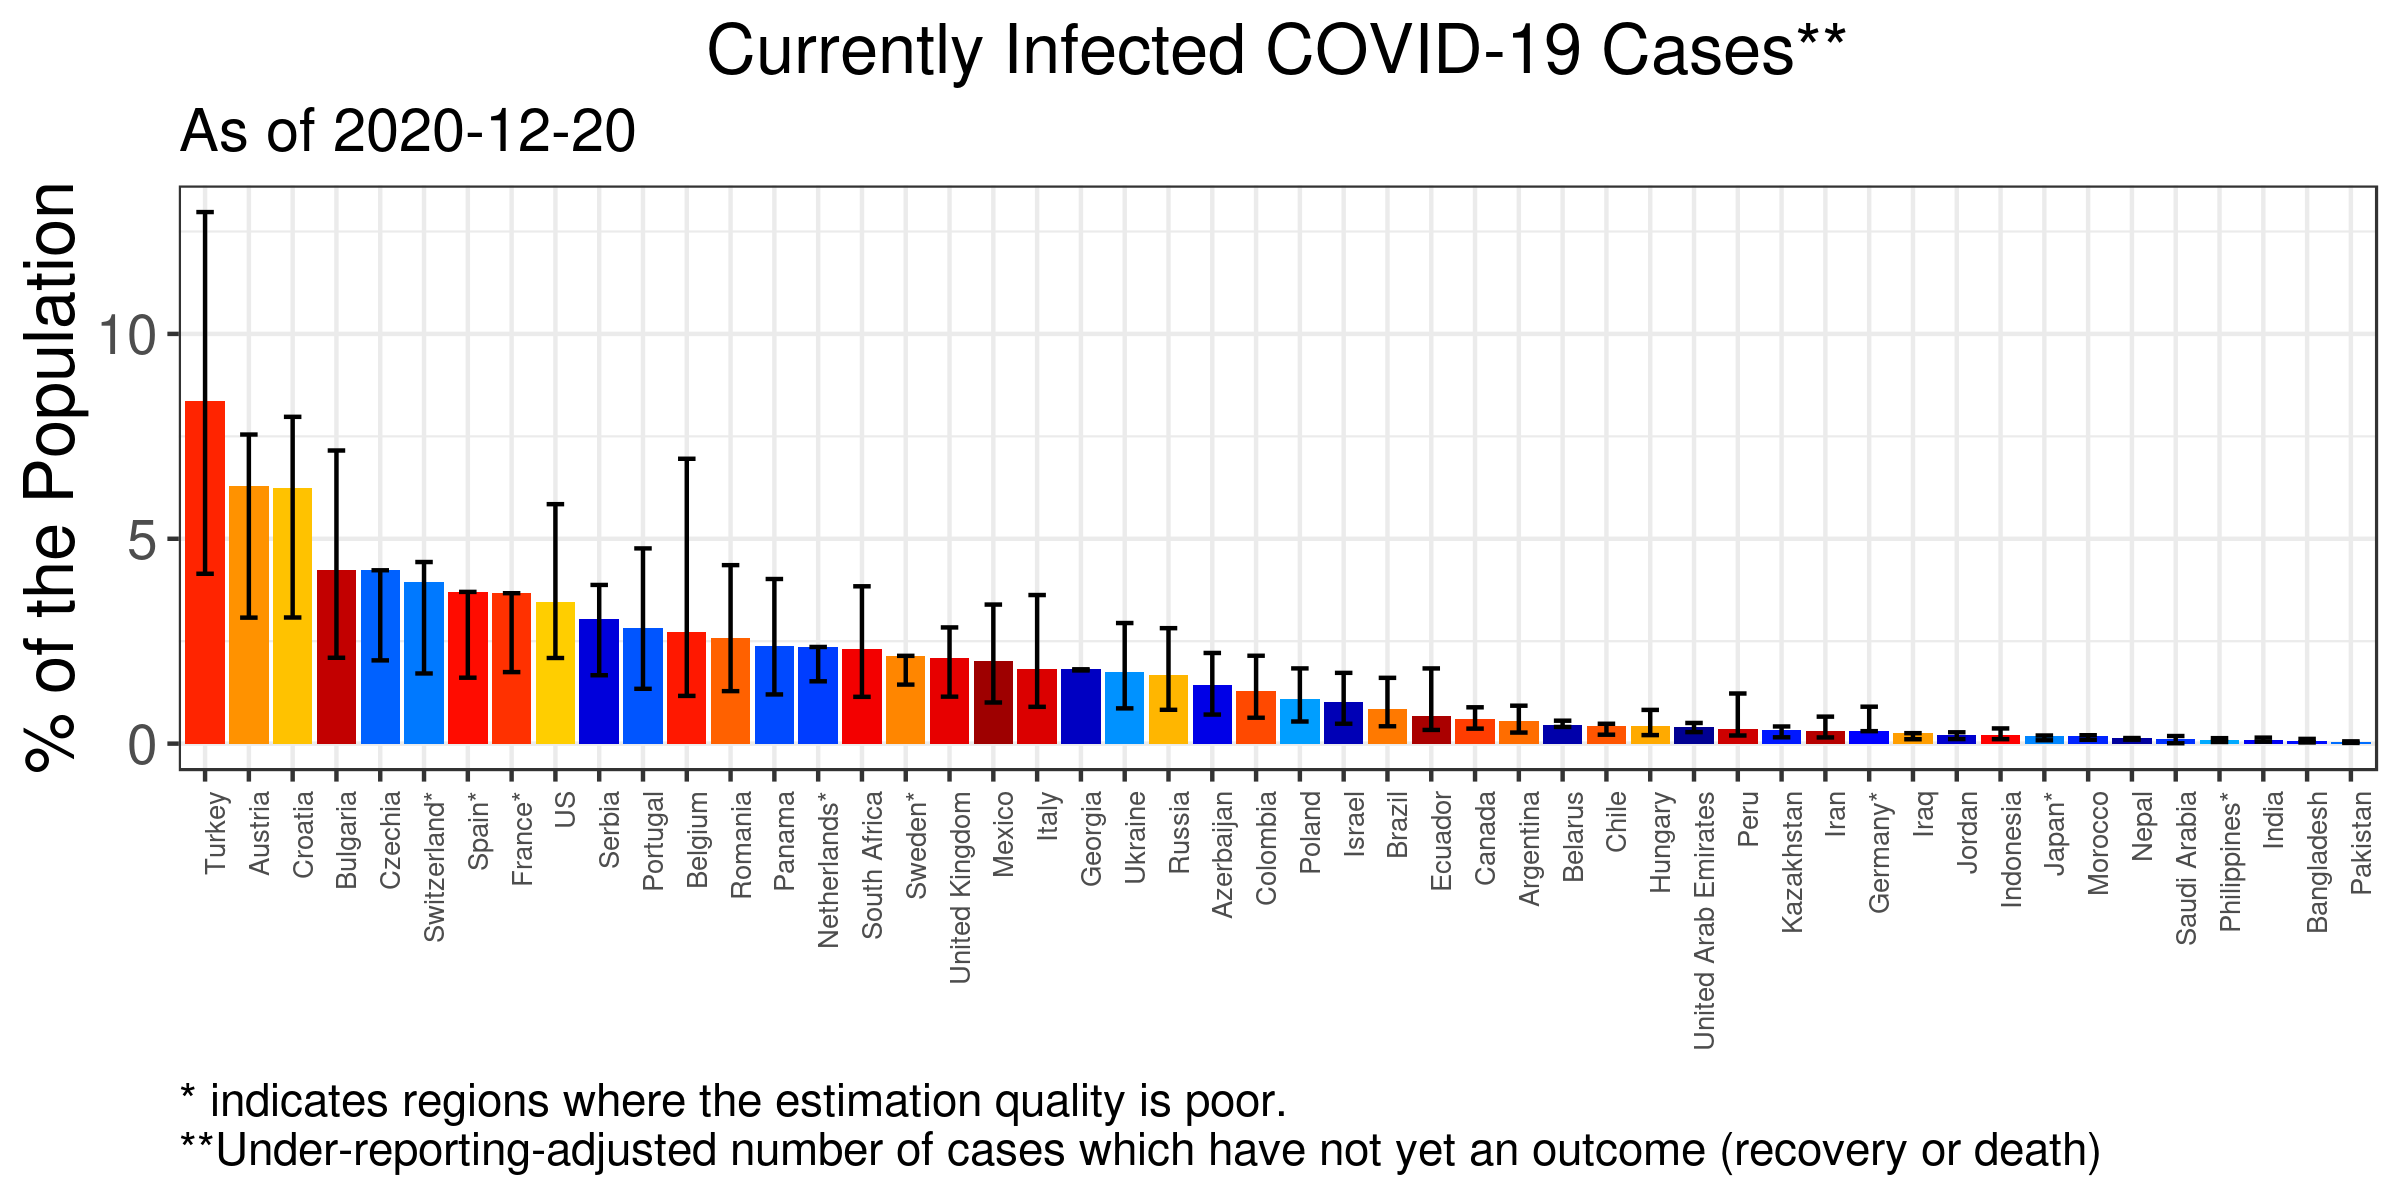 Currently Infected COVID-19 Cases**
As of 2020-12-20
% of the Population
10
5
0
Turkey
Austria
Croatia
Bulgaria
Czechia
Switzerland*
Spain*
France*
US
Serbia
Portugal
Belgium
Romania
Panama
Netherlands*
South Africa
Sweden*
United Kingdom
Mexico
Italy
Georgia
Ukraine
Russia
Azerbaijan
Colombia
Poland
Israel
Brazil
Ecuador
Canada
Argentina
Belarus
Chile
Hungary
United Arab Emirates
Peru
Kazakhstan
Iran
Germany*
Iraq
Jordan
Indonesia
Japan*
Morocco
Nepal
Saudi Arabia
Philippines*
India
Bangladesh
Pakistan
* indicates regions where the estimation quality is poor.
**Under-reporting-adjusted number of cases which have not yet an outcome (recovery or death)